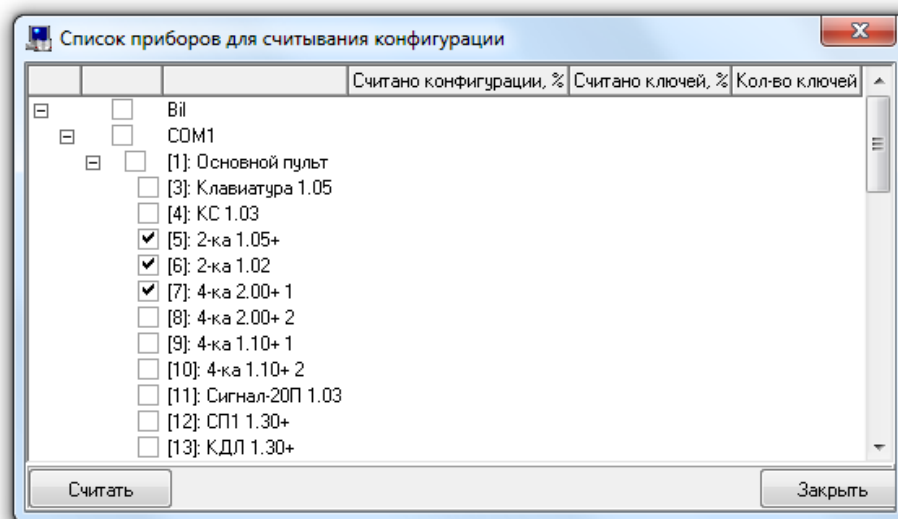 Список приборов для считывания конфигурации
Считано конфигурации, % Считано ключей, % Кол-во ключей
Bil
COM1
[1]: Основной пульт
[3]: Клавиатура 1.05
[4]: КС 1.03
[5]: 2-ка 1.05+
[6]: 2-ка 1.02
[7]: 4-ка 2.00+ 1
[8]: 4-ка 2.00+ 2
[9]: 4-ка 1.10+ 1
[10]: 4-ка 1.10+ 2
[11]: Сигнал-20П 1.03
[12]: СП1 1.30+
[13]: КДЛ 1.30+
Считать Закрыть